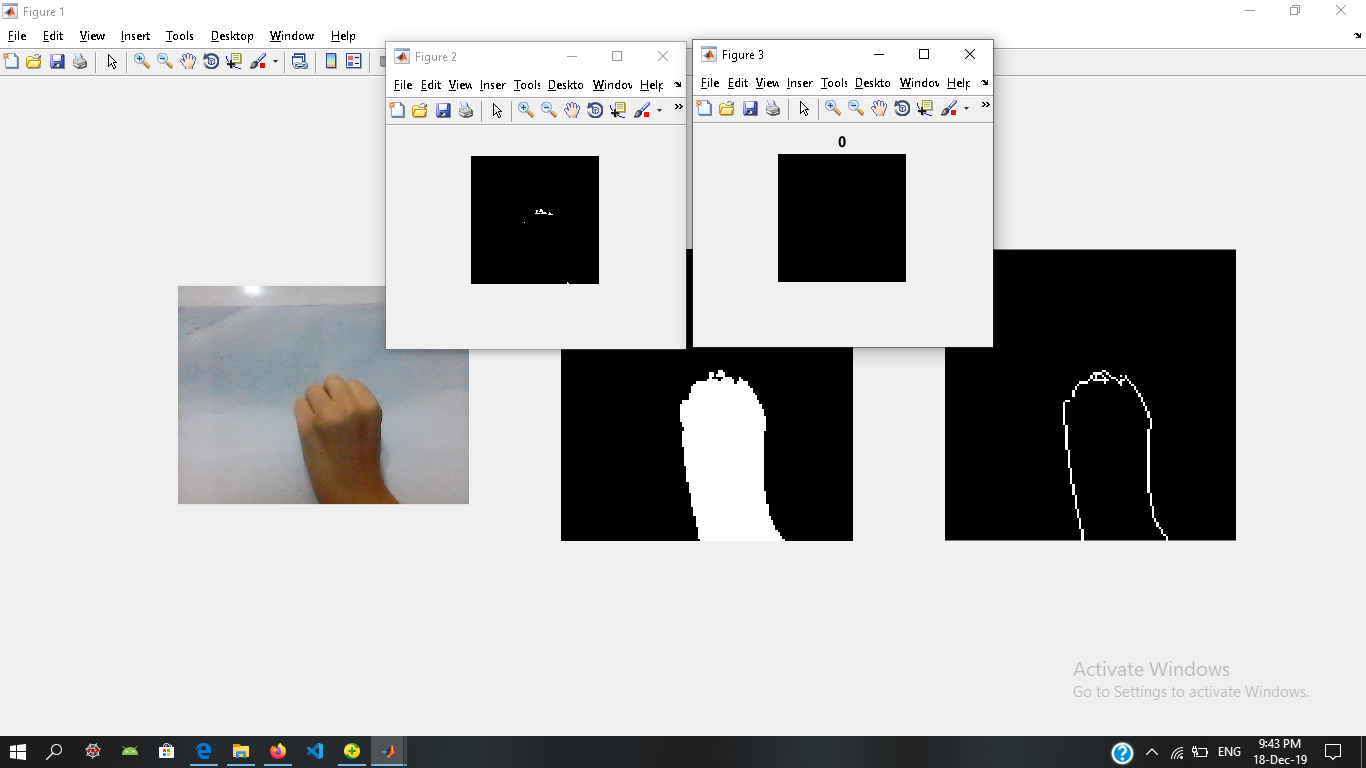 Figure 1
File Edit View Insert Tools Desktop Window Help
Figure 2
File Edit View Inser Tools Deskto Window Help
Figure 3
File Edit View Inser Tools Deskto Window Help
0
Activate Windows
Go to Settings to activate Windows.
ENG
9:43 PM
18-Dec-19